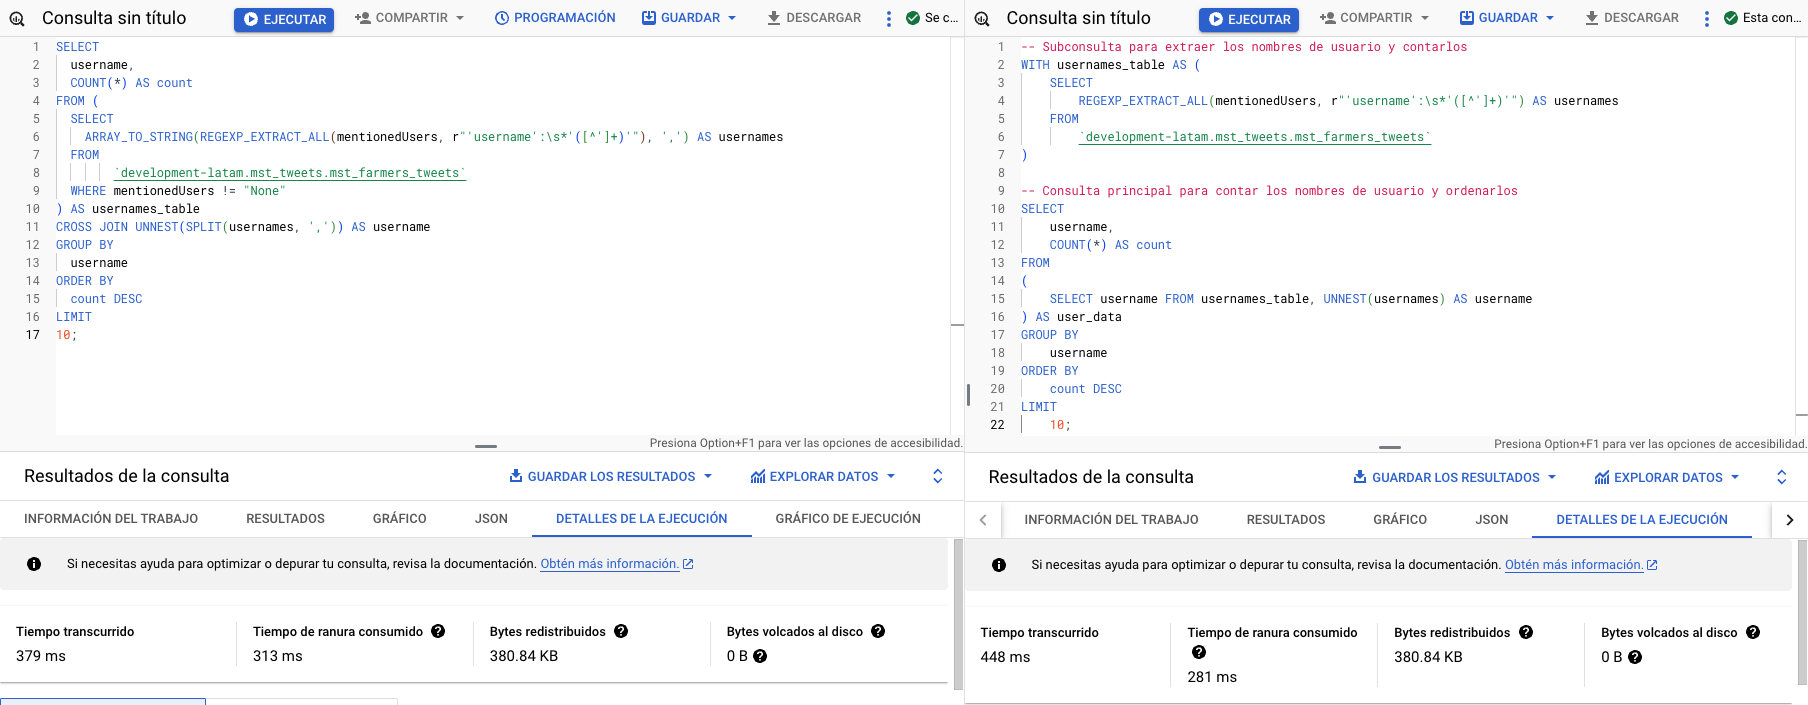 Consulta sin título
EJECUTAR
COMPARTIR
PROGRAMACIÓN
GUARDAR
DESCARGAR
Se c...
1 SELECT
2 username,
3 COUNT(*) AS count
4 FROM (
5 SELECT
6 ARRAY_TO_STRING(REGEXP_EXTRACT_ALL(mentionedUsers, r"'username':\s*'([^']+)'"), ',') AS usernames
7 FROM
8 `development-latam.mst_tweets.mst_farmers_tweets`
9 WHERE mentionedUsers != "None"
10 ) AS usernames_table
11 CROSS JOIN UNNEST(SPLIT(usernames, ',')) AS username
12 GROUP BY
13 username
14 ORDER BY
15 count DESC
16 LIMIT
17 10;
Presiona Option+F1 para ver las opciones de accesibilidad.
Resultados de la consulta
GUARDAR LOS RESULTADOS
EXPLORAR DATOS
INFORMACIÓN DEL TRABAJO
RESULTADOS
GRÁFICO
JSON
DETALLES DE LA EJECUCIÓN
GRÁFICO DE EJECUCIÓN
Si necesitas ayuda para optimizar o depurar tu consulta, revisa la documentación. Obtén más información.
Tiempo transcurrido
379 ms
Tiempo de ranura consumido
313 ms
Bytes redistribuidos
380.84 KB
Bytes volcados al disco
0 B
Consulta sin título
EJECUTAR
COMPARTIR
GUARDAR
DESCARGAR
Esta con...
1 -- Subconsulta para extraer los nombres de usuario y contarlos
2 WITH usernames_table AS (
3 SELECT
4 REGEXP_EXTRACT_ALL(mentionedUsers, r"'username':\s*'([^']+)'") AS usernames
5 FROM
6 `development-latam.mst_tweets.mst_farmers_tweets`
7 )
8
9 -- Consulta principal para contar los nombres de usuario y ordenarlos
10 SELECT
11 username,
12 COUNT(*) AS count
13 FROM
14 (
15 SELECT username FROM usernames_table, UNNEST(usernames) AS username
16 ) AS user_data
17 GROUP BY
18 username
19 ORDER BY
20 count DESC
21 LIMIT
22 10;
Presiona Option+F1 para ver las opciones de accesibilidad.
Resultados de la consulta
GUARDAR LOS RESULTADOS
EXPLORAR DATOS
INFORMACIÓN DEL TRABAJO
RESULTADOS
GRÁFICO
JSON
DETALLES DE LA EJECUCIÓN
Si necesitas ayuda para optimizar o depurar tu consulta, revisa la documentación. Obtén más información.
Tiempo transcurrido
448 ms
Tiempo de ranura consumido
281 ms
Bytes redistribuidos
380.84 KB
Bytes volcados al disco
0 B